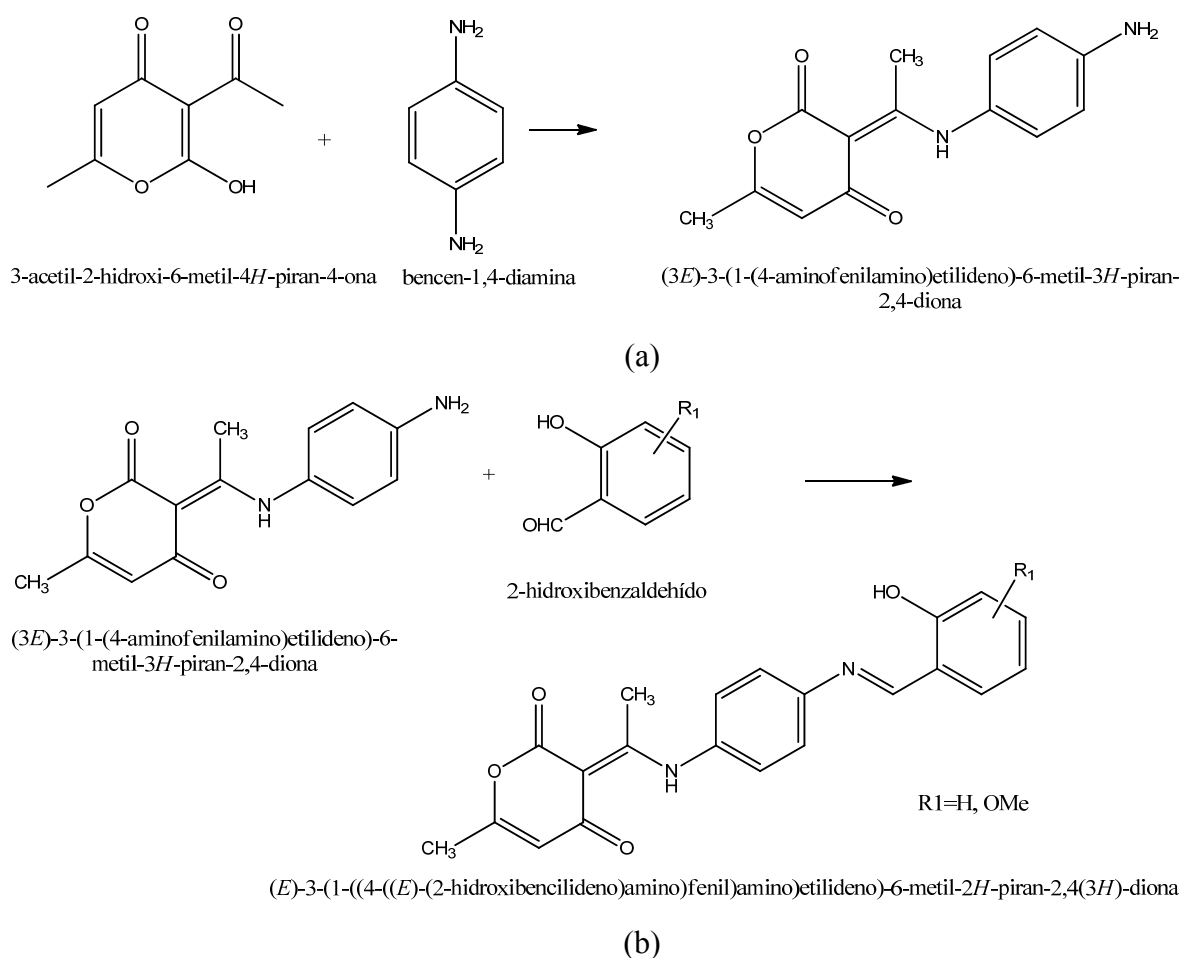 O
O
NH2
O
CH3
NH2
+
O
N
H
O
OH
NH2
CH3
O
3-acetil-2-hidroxi-6-metil-4H-piran-4-ona
bencen-1,4-diamina
(3E)-3-(1-(4-aminofenilamino)etilideno)-6-metil-3H-piran-
2,4-diona
(a)
O
CH3
NH2
HO
R1
+
O
N
H
OHC
CH3
O
2-hidroxibenzaldehído
(3E)-3-(1-(4-aminofenilamino)etilideno)-6-
metil-3H-piran-2,4-diona
HO
R1
N
O
CH3
O
N
H
R1=H, OMe
CH3
O
(E)-3-(1-((4-((E)-(2-hidroxibencilideno)amino)fenil)amino)etilideno)-6-metil-2H-piran-2,4(3H)-diona
(b)